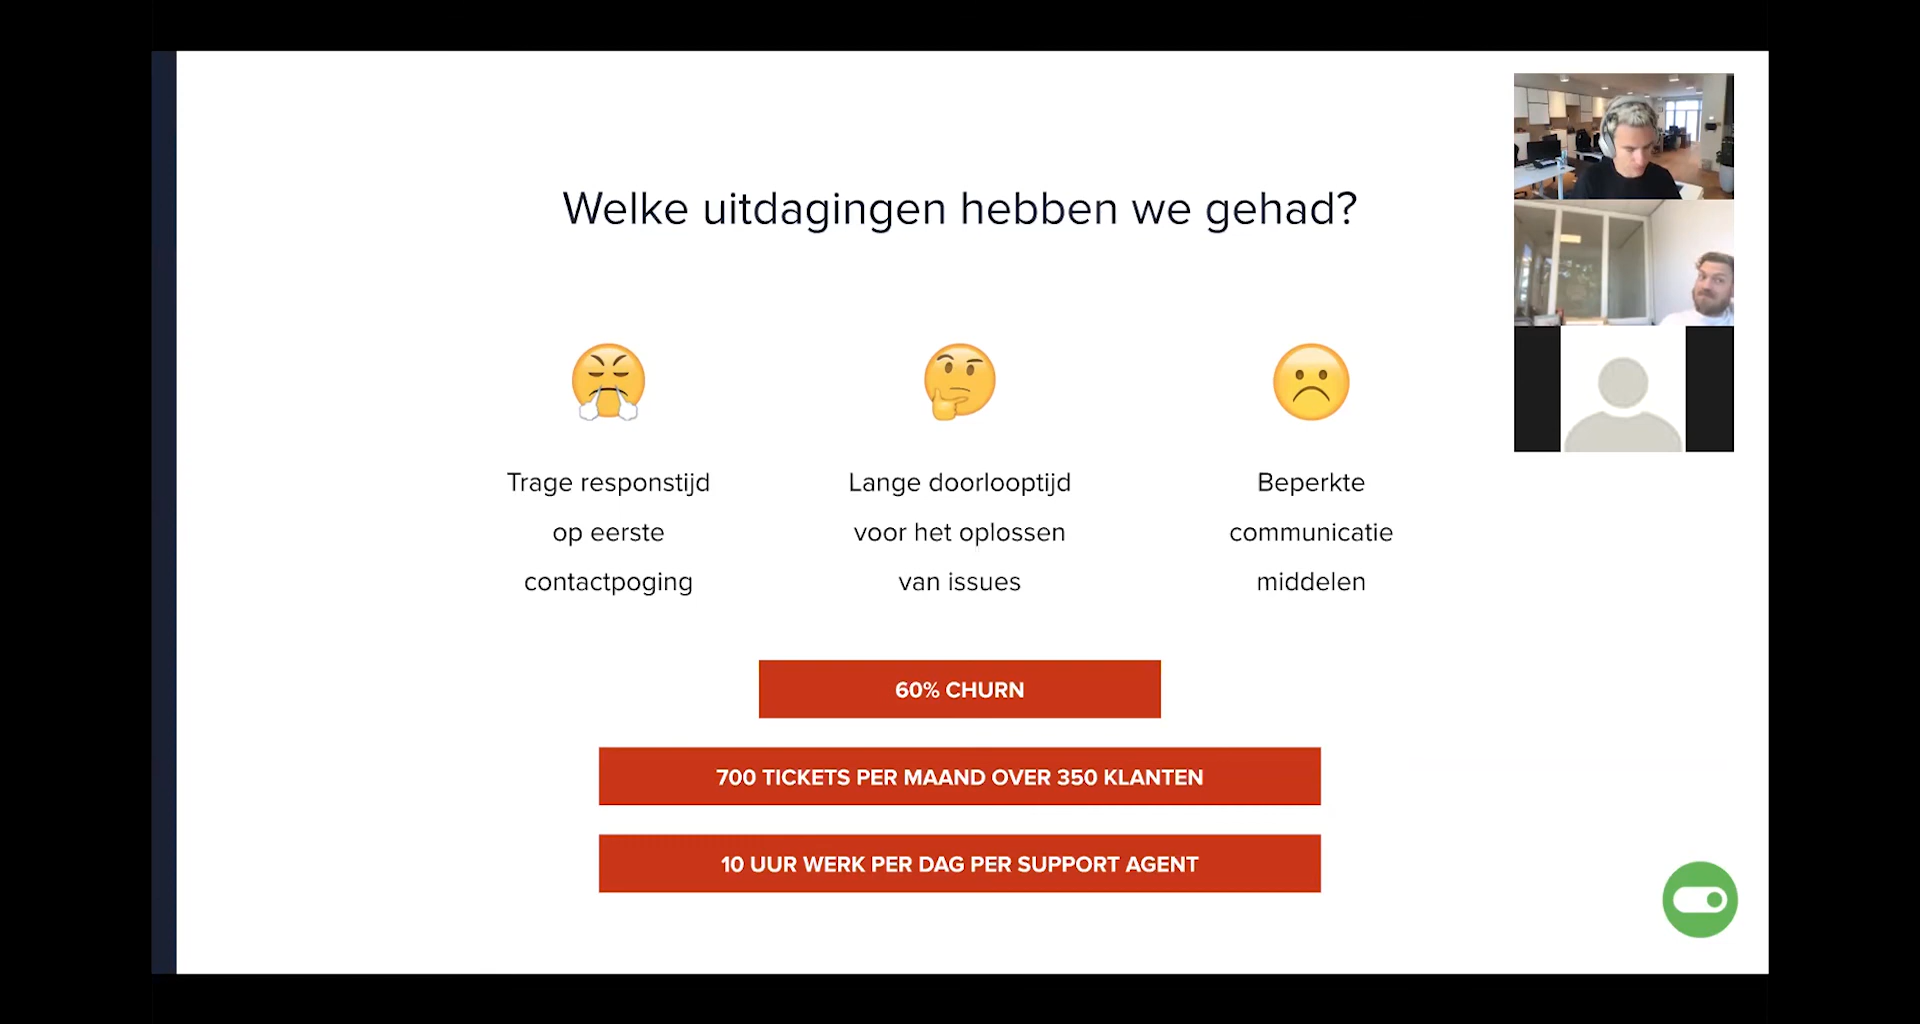 Welke uitdagingen hebben we gehad?
Trage responstijd
op eerste
contactpoging
Lange doorlooptijd
voor het oplossen
van issues
Beperkte
communicatie
middelen
60% CHURN
700 TICKETS PER MAAND OVER 350 KLANTEN
10 UUR WERK PER DAG PER SUPPORT AGENT